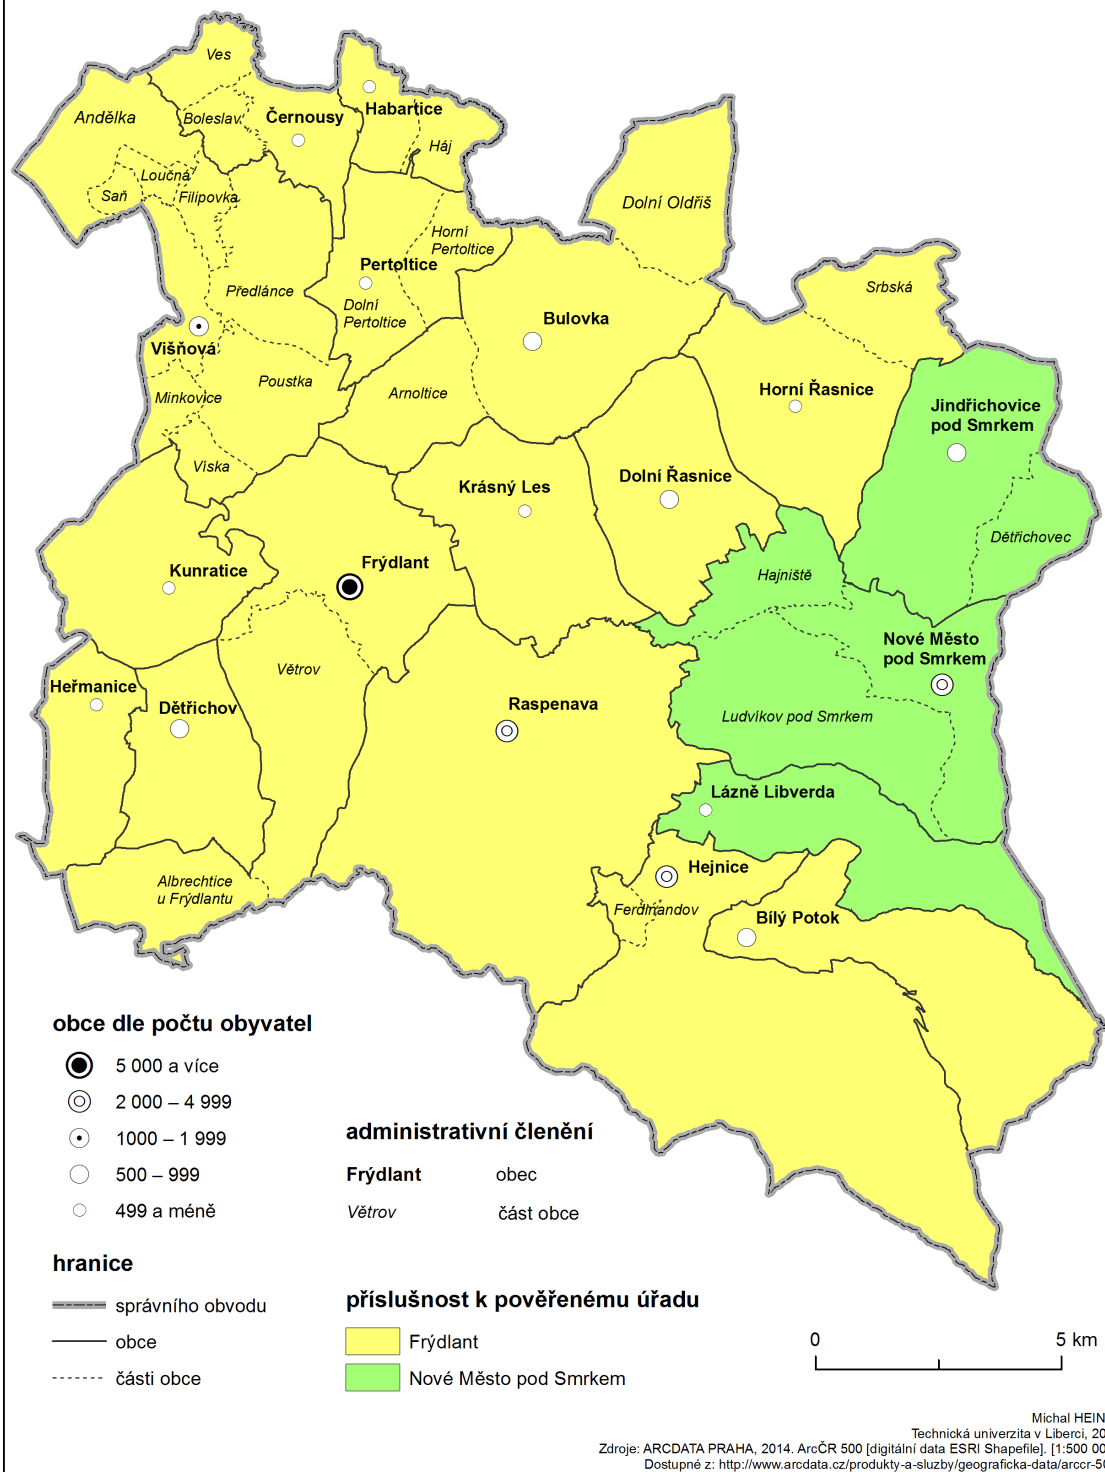 Ves
Andělka
Boleslav
Černousy
Habartice
Háj
Loučná
Saň
Filipovka
Dolní Oldřiš
Horní
Pertoltice
Pertoltice
Předlánce
Dolní
Pertoltice
Srbská
Bulovka
Višňová
Poustka
Minkovice
Arnoltice
Horní Řasnice
Jindřichovice
pod Smrkem
Víska
Krásný Les
Dolní Řasnice
Dětřichovec
Kunratice
Frýdlant
Hajniště
Nové Město
pod Smrkem
Větrov
Heřmanice
Dětřichov
Raspenava
Ludvíkov pod Smrkem
Lázně Libverda
Hejnice
Albrechtice
u Frýdlantu
Ferdinandov
Bílý Potok
obce dle počtu obyvatel
5 000 a více
2 000 – 4 999
1000 – 1 999
500 – 999
499 a méně
administrativní členění
Frýdlant obec
Větrov část obce
hranice
správního obvodu
obce
části obce
příslušnost k pověřenému úřadu
Frýdlant
Nové Město pod Smrkem
0 5 km
Michal HEIN
Technická univerzita v Liberci, 20
Zdroje: ARCDATA PRAHA, 2014. ArcČR 500 [digitální data ESRI Shapefile]. [1:500 00
Dostupné z: http://www.arcdata.cz/produkty-a-sluzby/geograficka-data/arccr-50